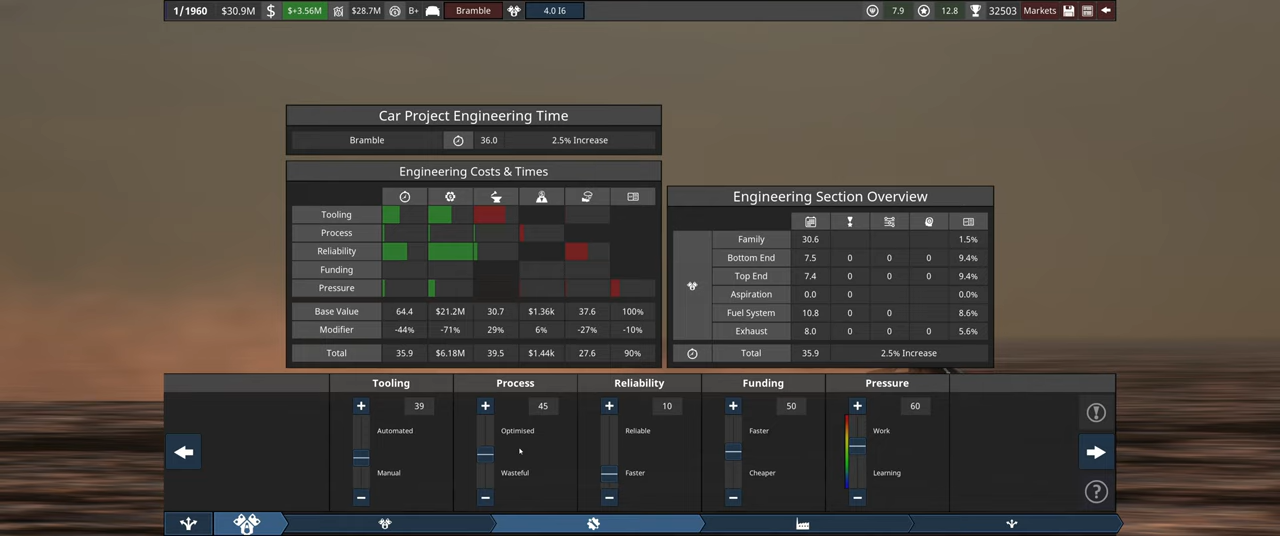 1/1960 $30.9M $+3.56M $28.7M B+ Bramble 4.0 I6 7.9 12.8 32503 Markets
Car Project Engineering Time
Bramble 36.0 2.5% Increase
Engineering Costs & Times
Tooling
Process
Reliability
Funding
Pressure
Base Value 64.4 $21.2M 30.7 $1.36k 37.6 100%
Modifier -44% -71% 29% 6% -27% -10%
Total 35.9 $6.18M 39.5 $1.44k 27.6 90%
Engineering Section Overview
Family 30.6 1.5%
Bottom End 7.5 0 0 0 9.4%
Top End 7.4 0 0 0 9.4%
Aspiration 0.0 0 0.0%
Fuel System 10.8 0 0 8.6%
Exhaust 8.0 0 0 0 5.6%
Total 35.9 2.5% Increase
Tooling Process Reliability Funding Pressure
+ 39 + 45 + 10 + 50 + 60
Automated Optimised Reliable Faster Work
Manual Wasteful Faster Cheaper Learning